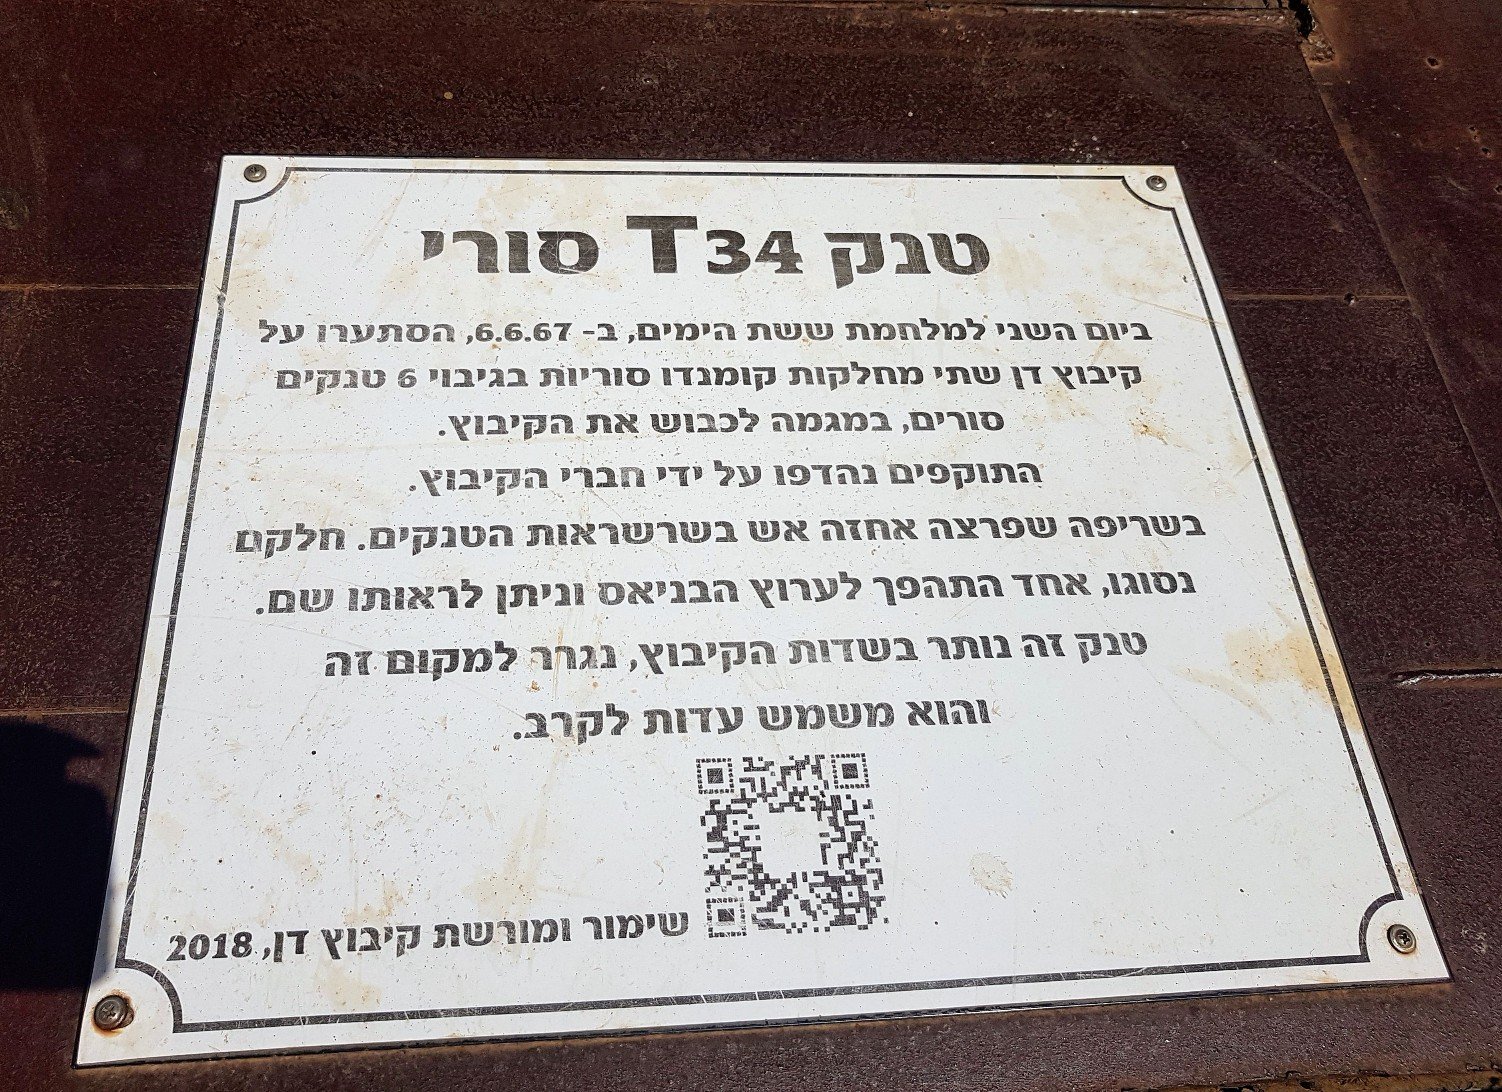 טנק T34 סורי
ביום השני למלחמת ששת הימים, ב- 6.6.67, הסתערו על
קיבוץ דן שתי מחלקות קומנדו סוריות בגיבוי 6 טנקים
סורים, במגמה לכבוש את הקיבוץ.
התוקפים נהדפו על ידי חברי הקיבוץ.
בשריפה שפרצה אחזה אש בשרשראות הטנקים. חלקם
נסוגו, אחד התהפך לערוץ הבניאס וניתן לראותו שם.
טנק זה נותר בשדות הקיבוץ, נגרר למקום זה
והוא משמש עדות לקרב.
שימור ומורשת קיבוץ דן, 2018